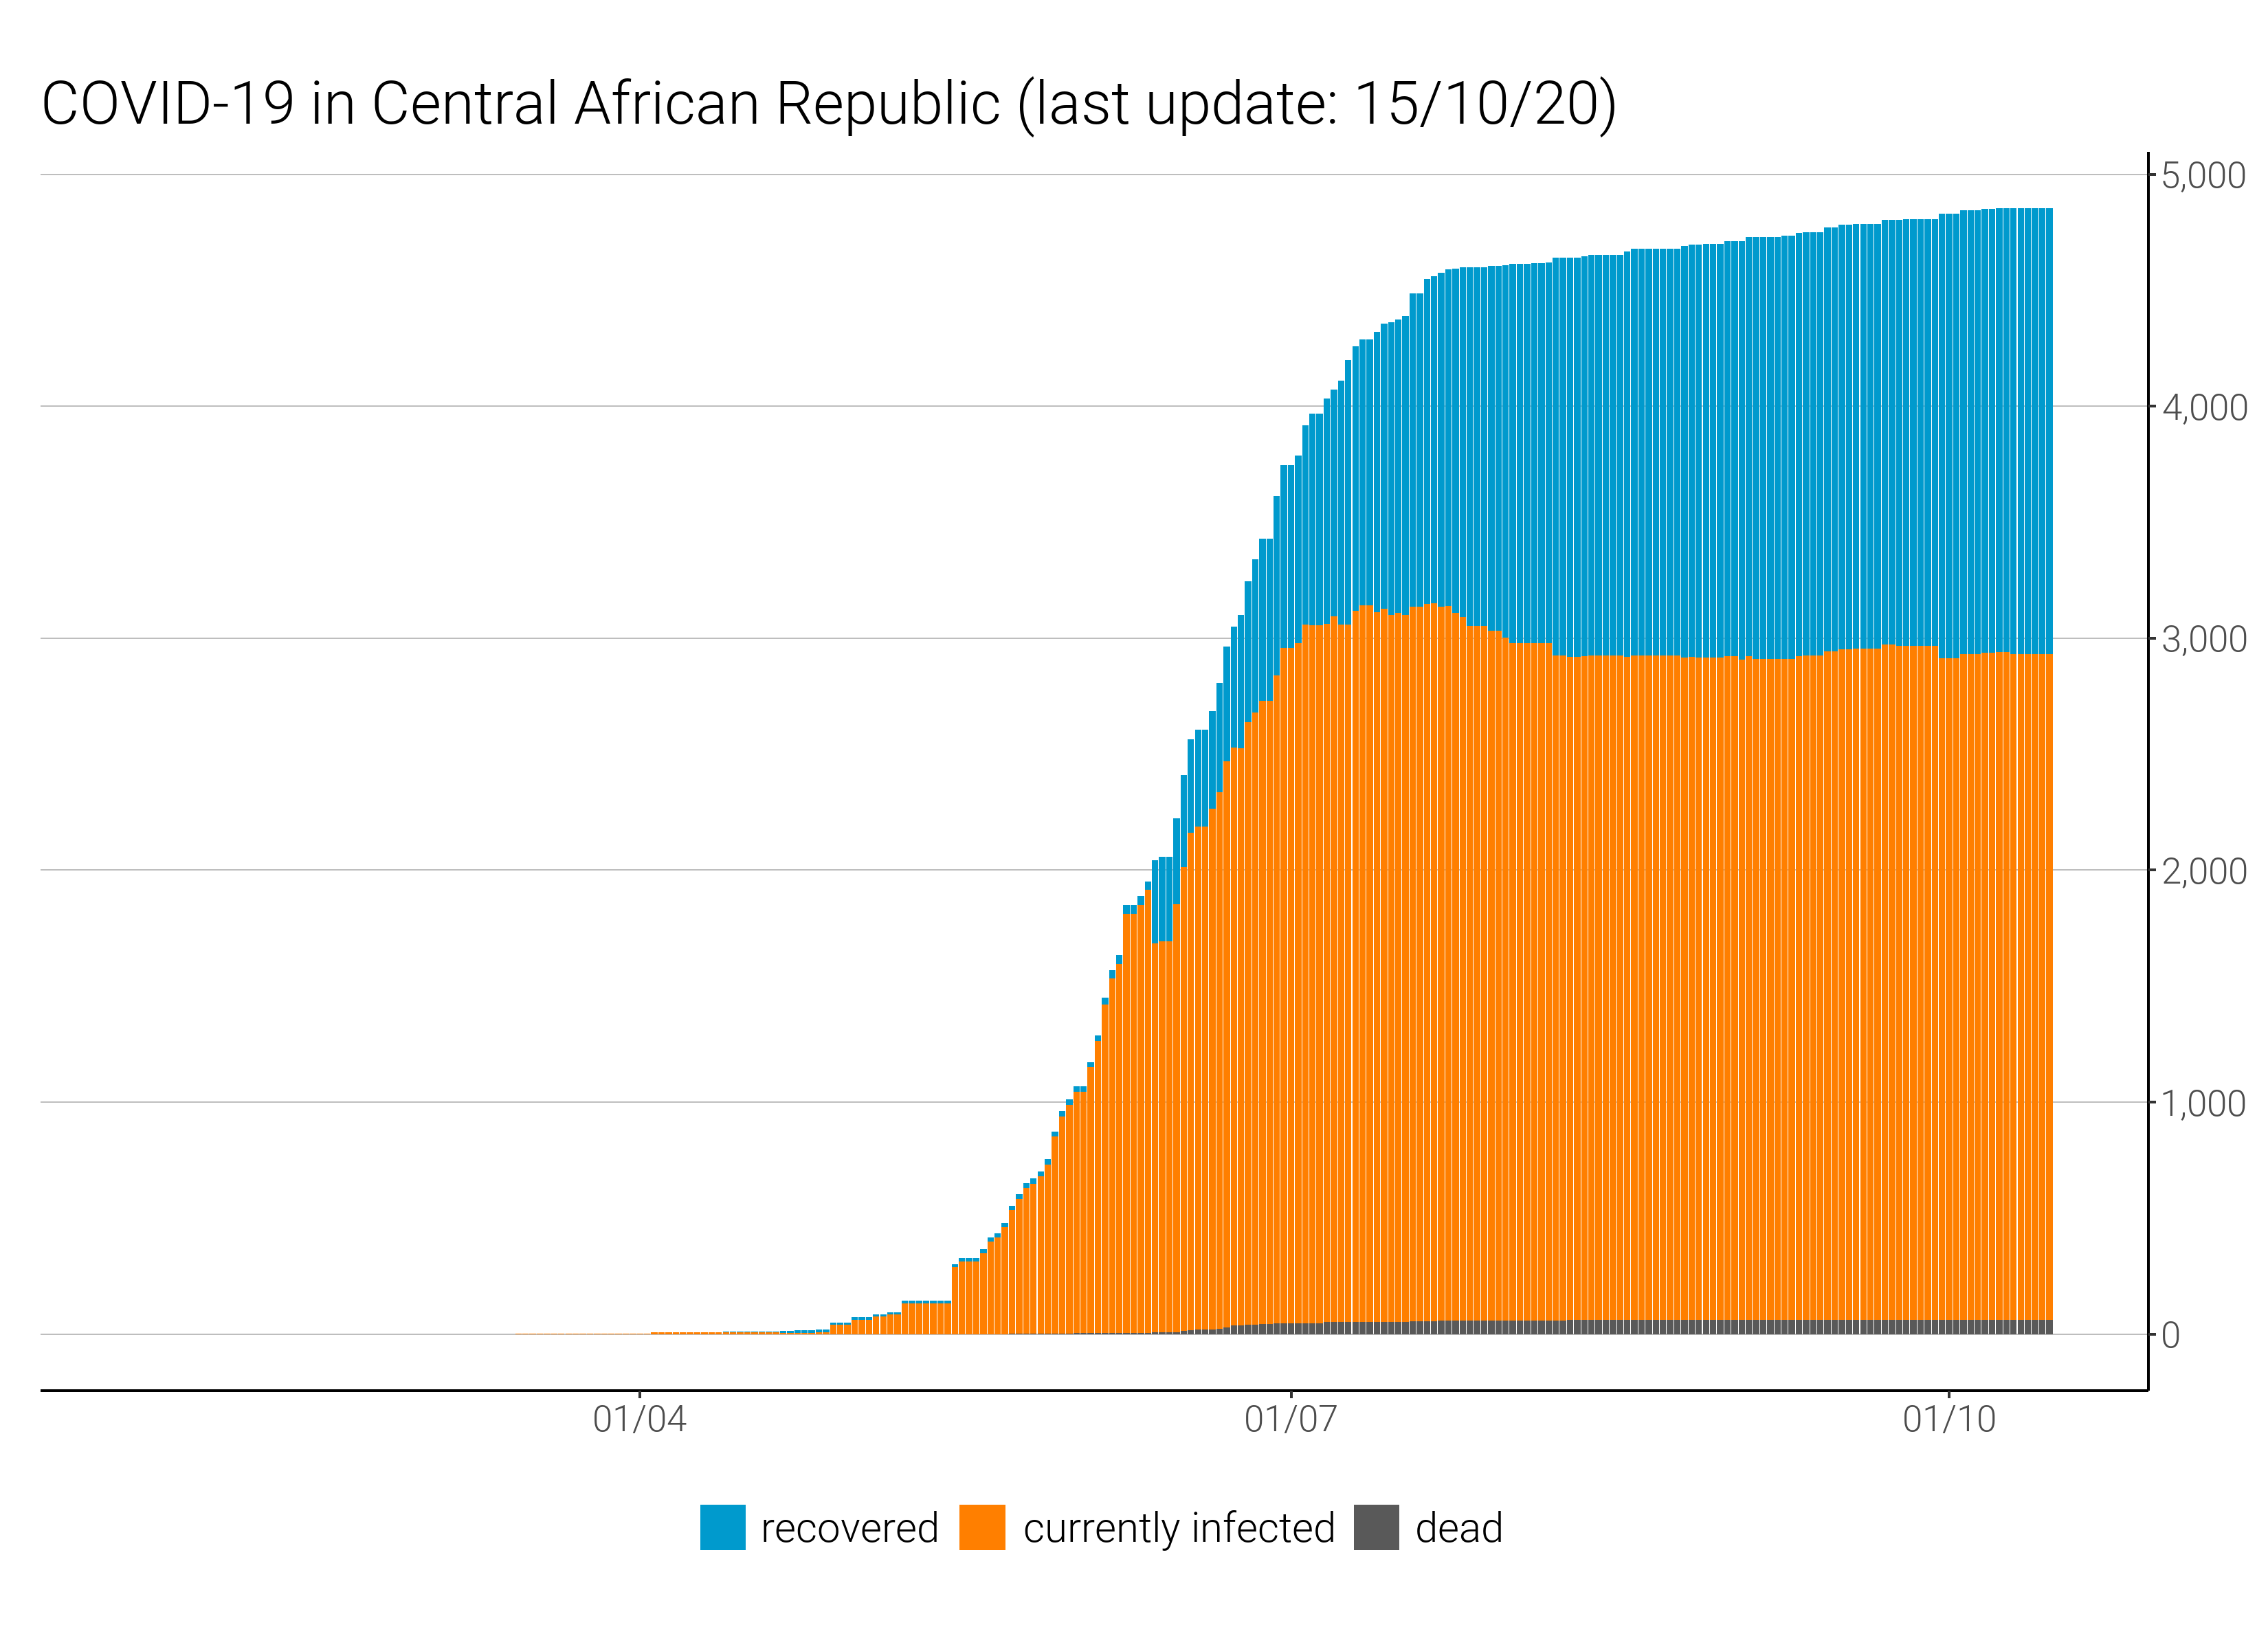 COVID-19 in Central African Republic (last update: 15/10/20)
5,000
4,000
3,000
2,000
1,000
0
01/04 01/07 01/10
recovered currently infected dead